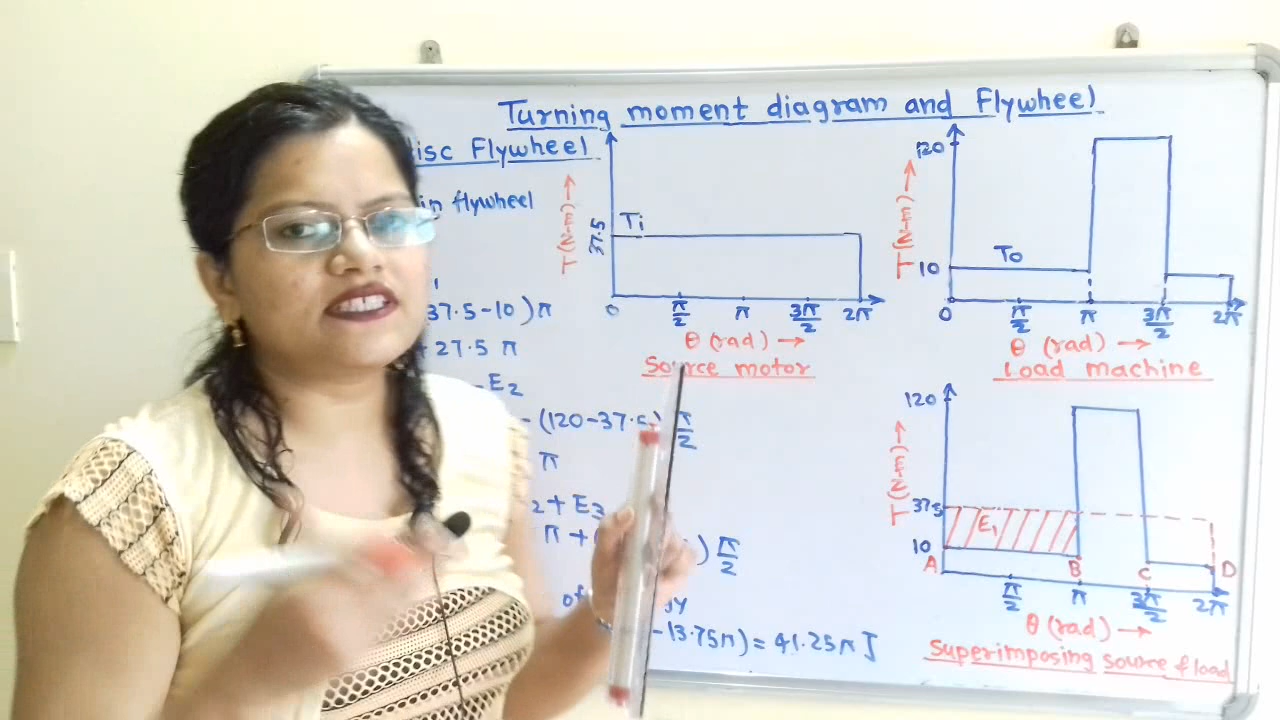 Turning moment diagram and Flywheel
isc Flywheel
in flywheel
37.5-10)π
27.5 π
- E2
- (120-37.5) π/2
π
2 + E3
π + ( ) π/2
of
- 13.75π) = 41.25π J
T (N-m) →
37.5
Ti
0 π/2 π 3π/2 2π
θ (rad) →
Source motor
T (N-m) →
120
10
To
0 π/2 π 3π/2 2π
θ (rad) →
Load machine
T (N-m) →
120
37.5
E1
10
A B C D
π/2 π 3π/2 2π
θ (rad) →
Superimposing source & load